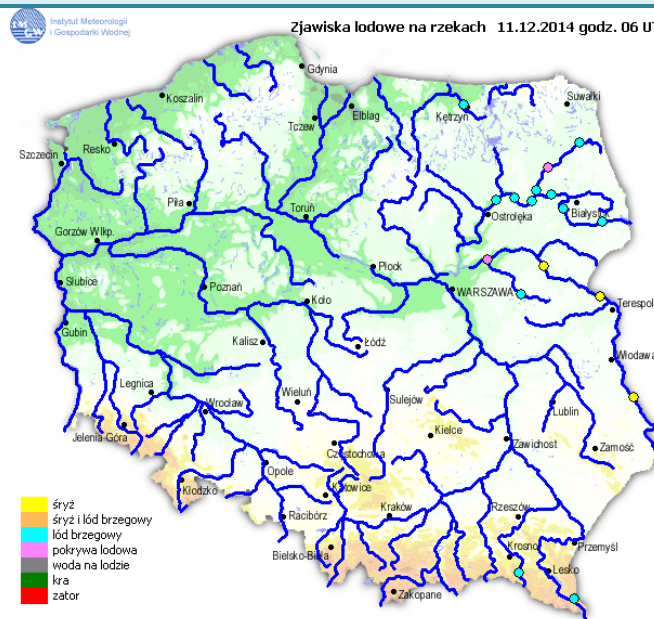 Instytut Meteorologii
i Gospodarki Wodnej
IMGW
Zjawiska lodowe na rzekach 11.12.2014 godz. 06 UT
Gdynia
Koszalin
Suwałki
Kętrzyn
Tczew
Elbląg
Resko
Szczecin
Piła
Toruń
Ostrołęka
Białystok
Gorzów Wlkp.
Płock
Słubice
Poznań
Koło
WARSZAWA
Terespol
Gubin
Kalisz
Łódź
Włodawa
Legnica
Wieluń
Sulejów
Wrocław
Lublin
Jelenia Góra
Kielce
Zawichost
Zamość
Częstochowa
Opole
Kłodzko
Katowice
Racibórz
Kraków
Rzeszów
Bielsko-Biała
Krosno
Przemyśl
Lesko
Zakopane
śryż
śryż i lód brzegowy
lód brzegowy
pokrywa lodowa
woda na lodzie
kra
zator